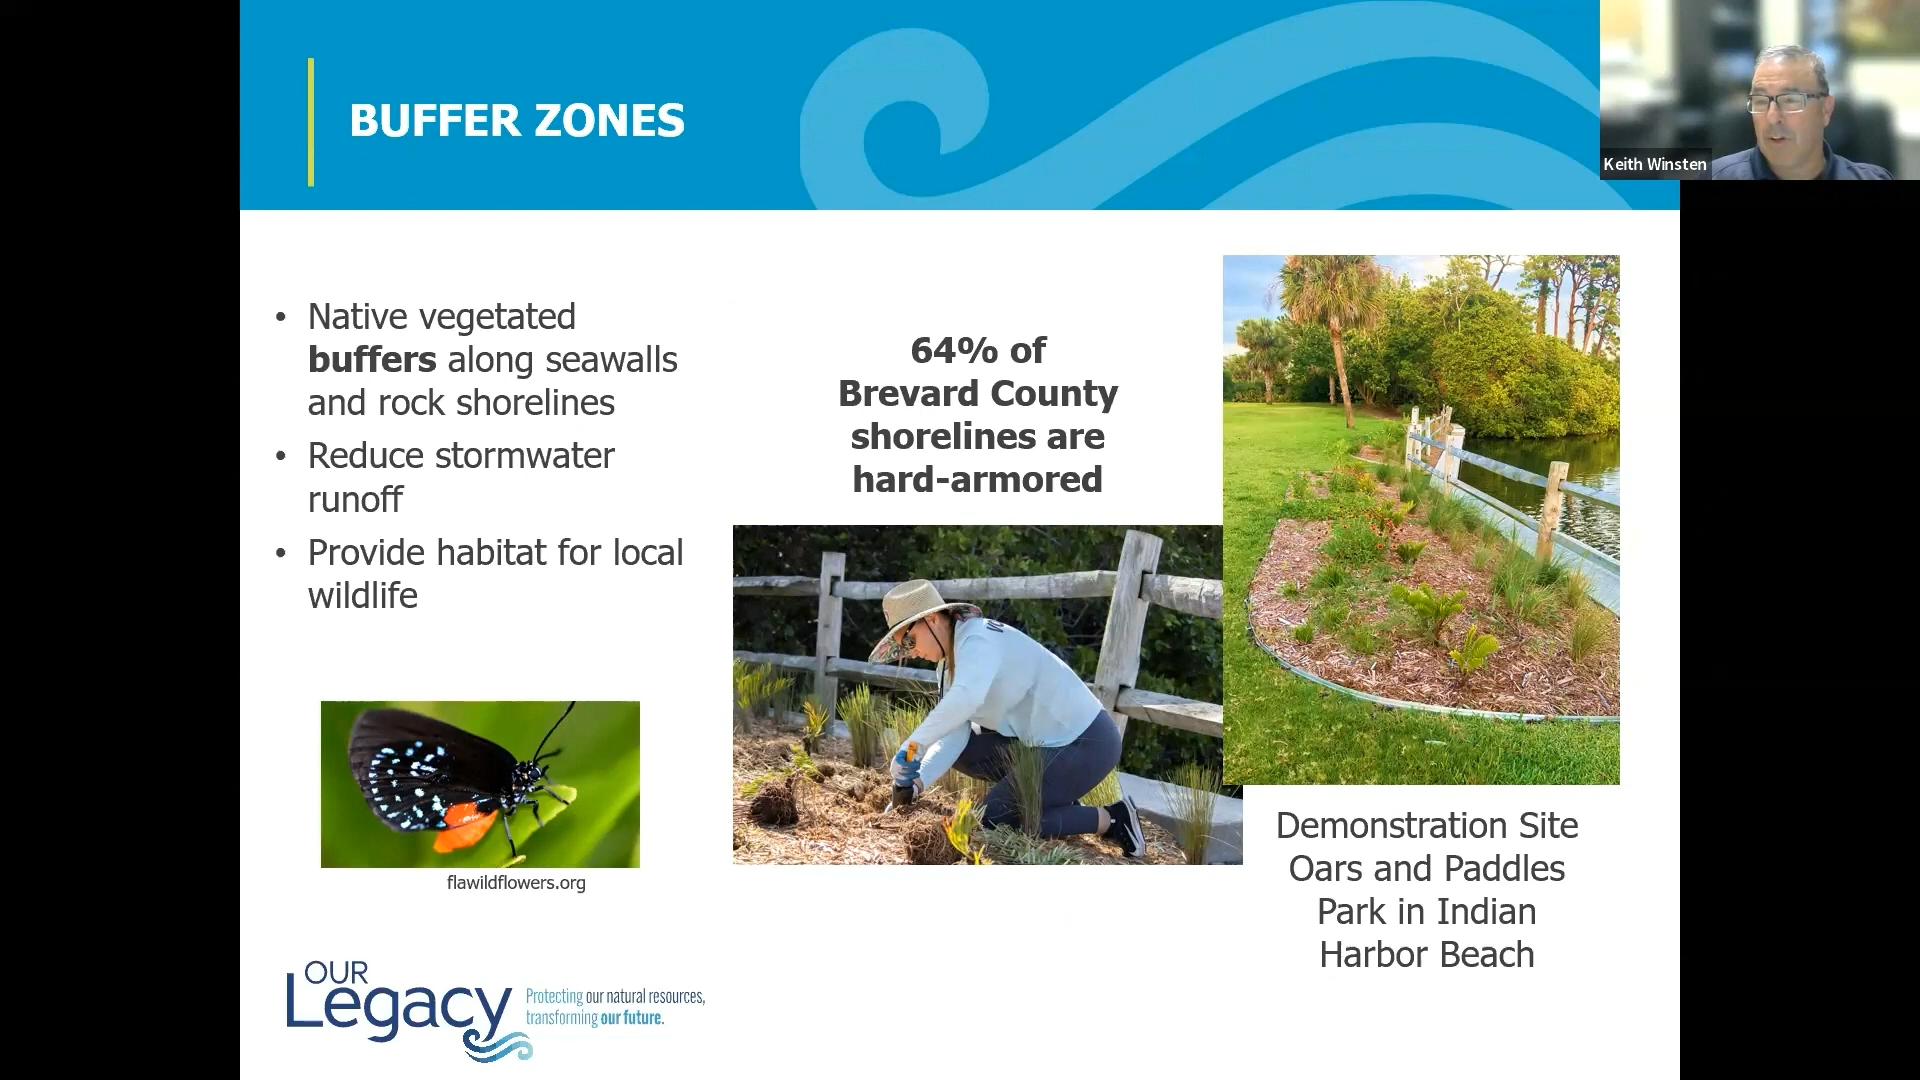 BUFFER ZONES
Keith Winsten
• Native vegetated
buffers along seawalls
and rock shorelines
• Reduce stormwater
runoff
• Provide habitat for local
wildlife
64% of
Brevard County
shorelines are
hard-armored
flawildflowers.org
Demonstration Site
Oars and Paddles
Park in Indian
Harbor Beach
OUR
Legacy
Protecting our natural resources,
transforming our future.